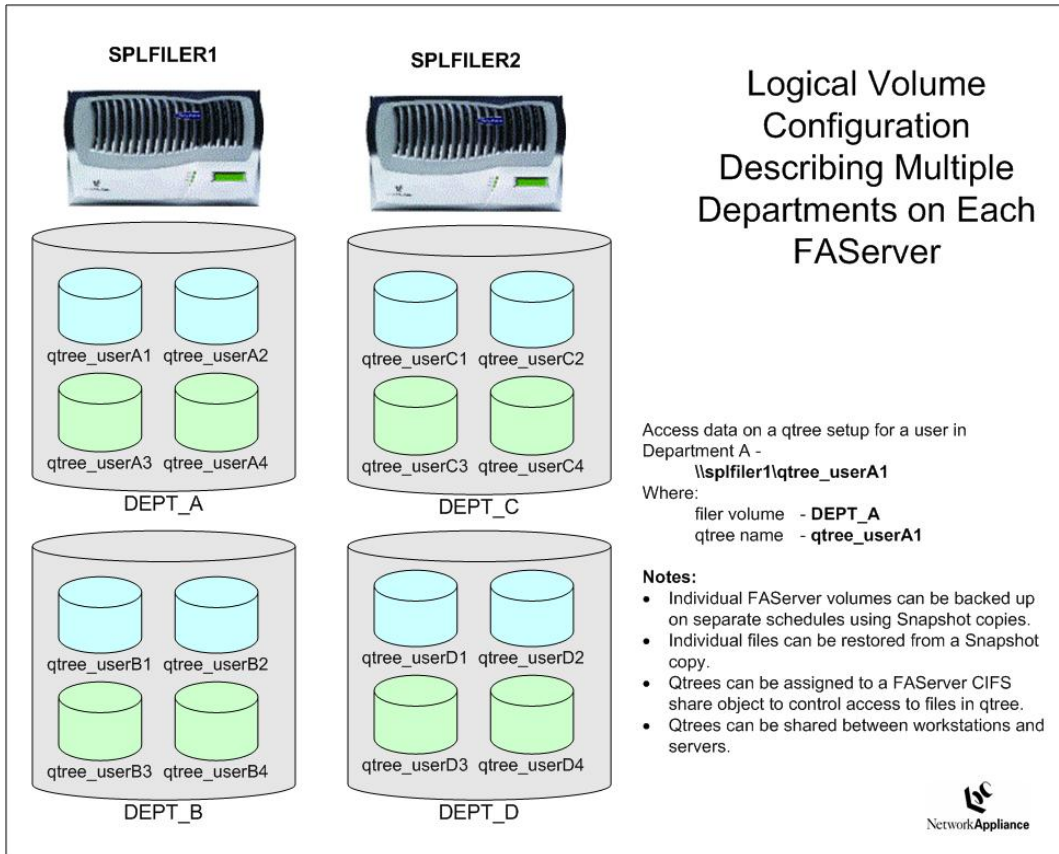 SPLFILER1
SPLFILER2
Logical Volume
Configuration
Describing Multiple
Departments on Each
FAServer
qtree_userA1 qtree_userA2
qtree_userA3 qtree_userA4
DEPT_A
qtree_userC1 qtree_userC2
qtree_userC3 qtree_userC4
DEPT_C
qtree_userB1 qtree_userB2
qtree_userB3 qtree_userB4
DEPT_B
qtree_userD1 qtree_userD2
qtree_userD3 qtree_userD4
DEPT_D
Access data on a qtree setup for a user in
Department A -
\\splfiler1\qtree_userA1
Where:
filer volume - DEPT_A
qtree name - qtree_userA1
Notes:
• Individual FAServer volumes can be backed up
on separate schedules using Snapshot copies.
• Individual files can be restored from a Snapshot
copy.
• Qtrees can be assigned to a FAServer CIFS
share object to control access to files in qtree.
• Qtrees can be shared between workstations and
servers.
NetworkAppliance